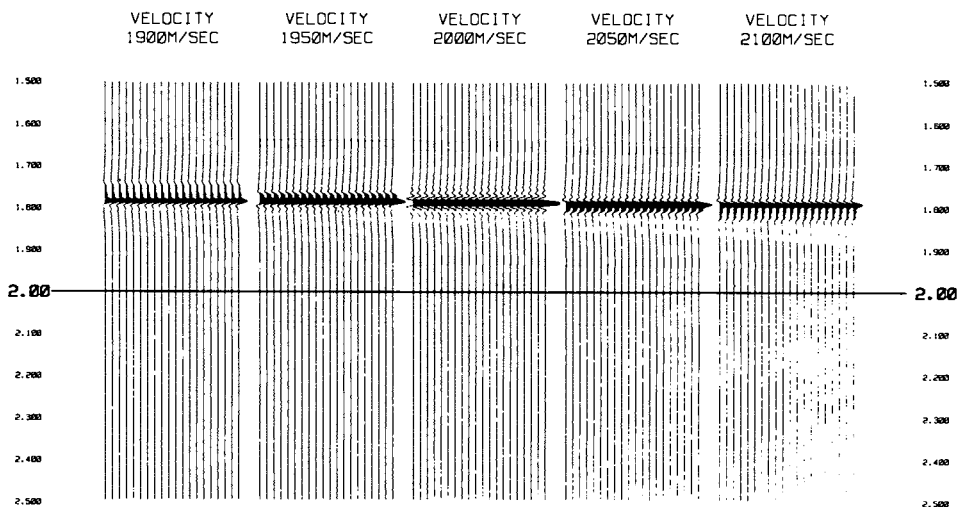 VELOCITY 1900M/SEC
VELOCITY 1950M/SEC
VELOCITY 2000M/SEC
VELOCITY 2050M/SEC
VELOCITY 2100M/SEC
1.500 1.500
1.600 1.600
1.700 1.700
1.800 1.800
1.900 1.900
2.00 2.00
2.100 2.100
2.200 2.200
2.300 2.300
2.400 2.400
2.500 2.500